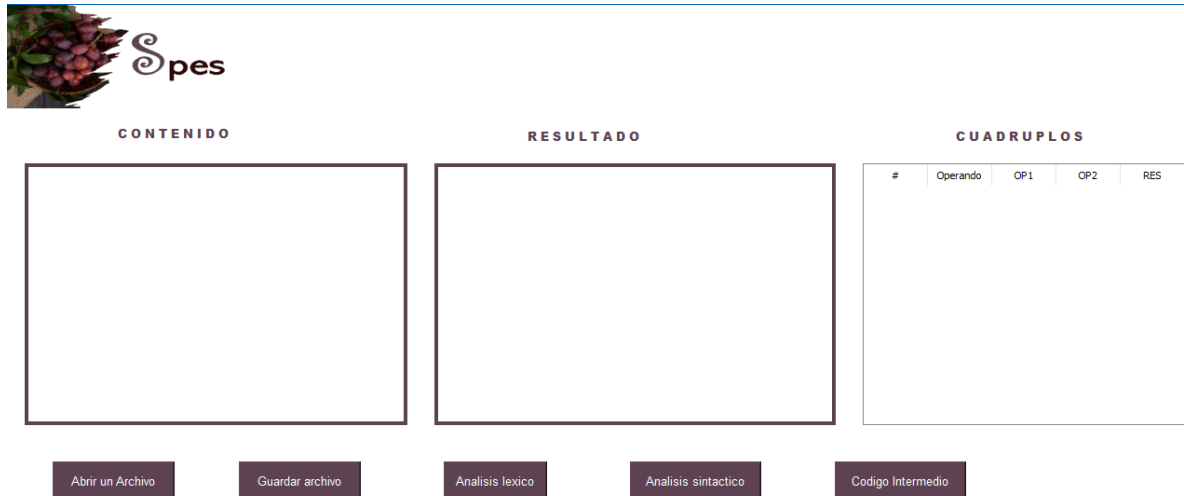 Spes
CONTENIDO
RESULTADO
CUADRUPLOS
# Operando OP1 OP2 RES
Abrir un Archivo Guardar archivo Analisis lexico Analisis sintactico Codigo Intermedio